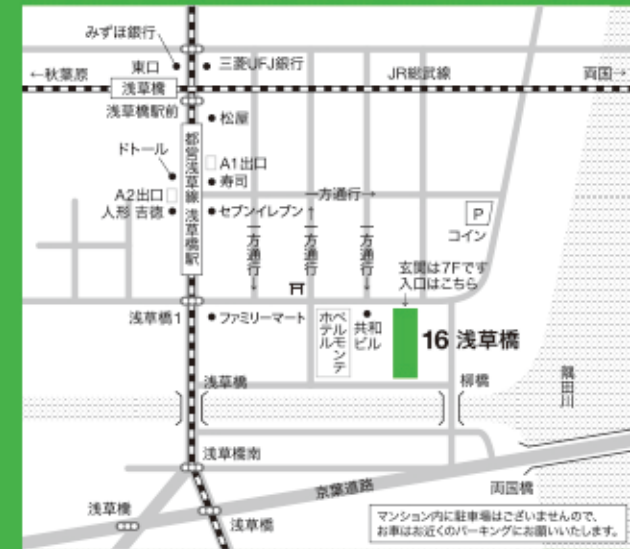 みずほ銀行
東口
三菱UFJ銀行
←秋葉原
JR総武線
両国→
浅草橋
浅草橋駅前
松屋
ドトール
都営浅草線 浅草橋駅
A1出口
寿司
A2出口
人形 吉徳
セブンイレブン
一方通行→
一方通行↓
一方通行↑
一方通行↓
P
コイン
玄関は7Fです
入口はこちら
浅草橋1
ファミリーマート
ホテル
ベルモンテ
共和
ビル
16 浅草橋
浅草橋
柳橋
隅田川
浅草橋南
京葉道路
両国橋
浅草橋
浅草橋
マンション内に駐車場はございませんので、
お車はお近くのパーキングにお願いいたします。